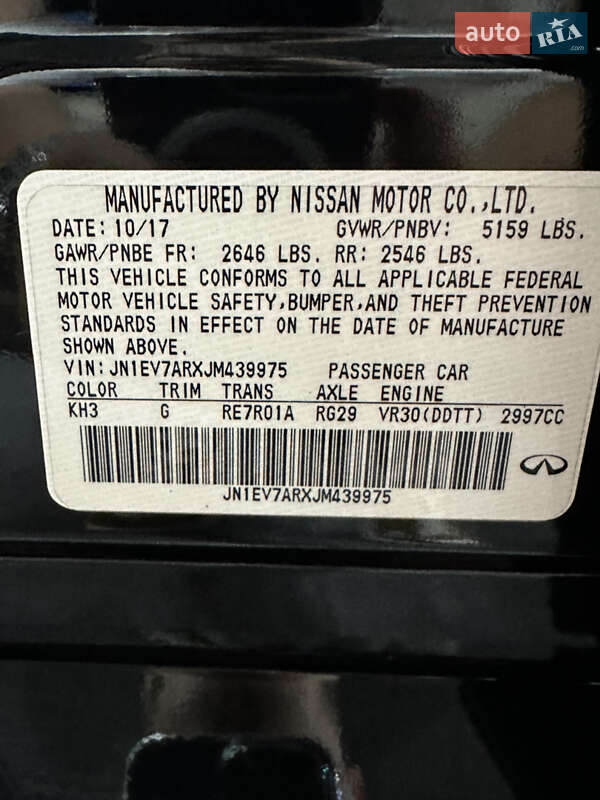 auto RIA .com
MANUFACTURED BY NISSAN MOTOR CO.,LTD.
DATE: 10/17 GVWR/PNBV: 5159 LBS.
GAWR/PNBE FR: 2646 LBS. RR: 2546 LBS.
THIS VEHICLE CONFORMS TO ALL APPLICABLE FEDERAL
MOTOR VEHICLE SAFETY,BUMPER,AND THEFT PREVENTION
STANDARDS IN EFFECT ON THE DATE OF MANUFACTURE
SHOWN ABOVE.
VIN: JN1EV7ARXJM439975 PASSENGER CAR
COLOR TRIM TRANS AXLE ENGINE
KH3 G RE7R01A RG29 VR30(DDTT) 2997CC
JN1EV7ARXJM439975